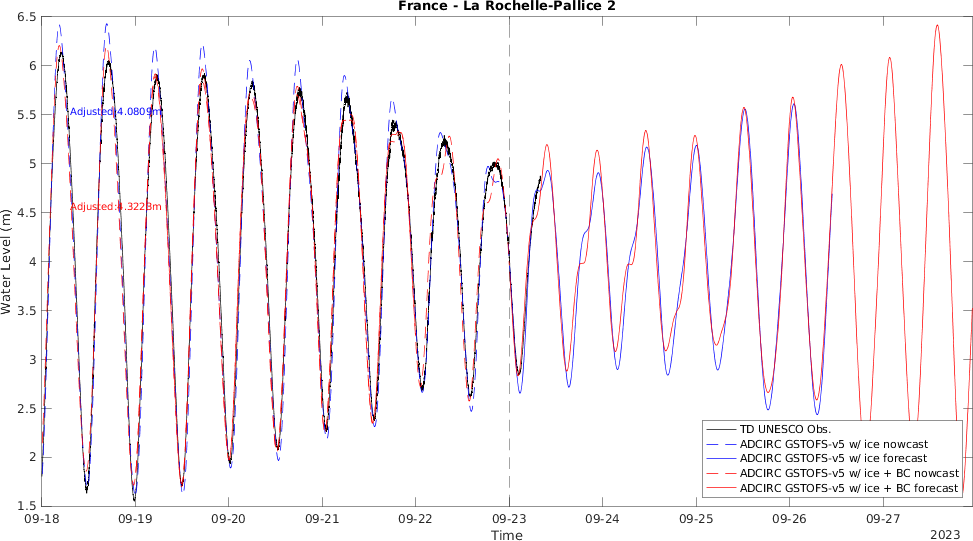 France - La Rochelle-Pallice 2
6.5
6
5.5
5
4.5
4
3.5
3
2.5
2
1.5
Water Level (m)
Adjusted:4.0809m
Adjusted:4.3223m
TD UNESCO Obs.
ADCIRC GSTOFS-v5 w/ ice nowcast
ADCIRC GSTOFS-v5 w/ ice forecast
ADCIRC GSTOFS-v5 w/ ice + BC nowcast
ADCIRC GSTOFS-v5 w/ ice + BC forecast
09-18 09-19 09-20 09-21 09-22 09-23 09-24 09-25 09-26 09-27
Time
2023